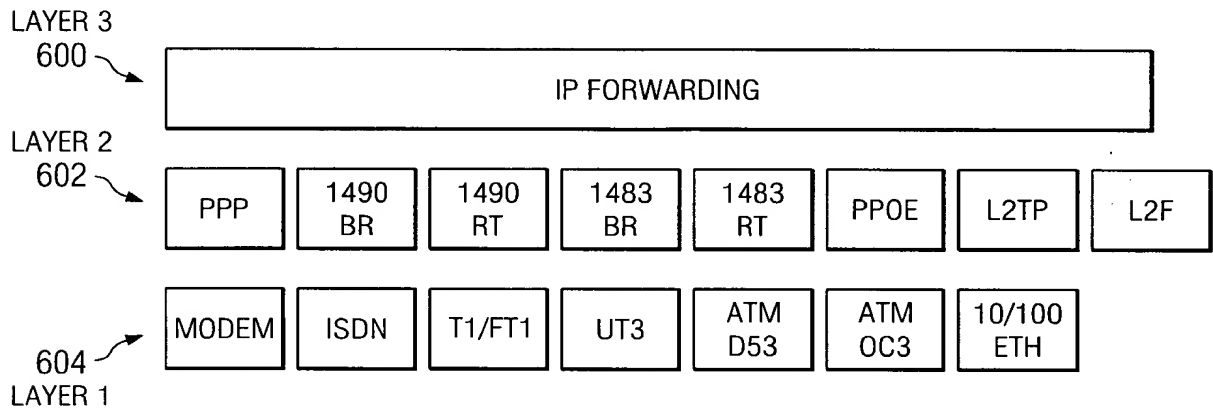 LAYER 3
600
IP FORWARDING
LAYER 2
602
PPP
1490
BR
1490
RT
1483
BR
1483
RT
PPOE
L2TP
L2F
MODEM
ISDN
T1/FT1
UT3
ATM
D53
ATM
OC3
10/100
ETH
604
LAYER 1